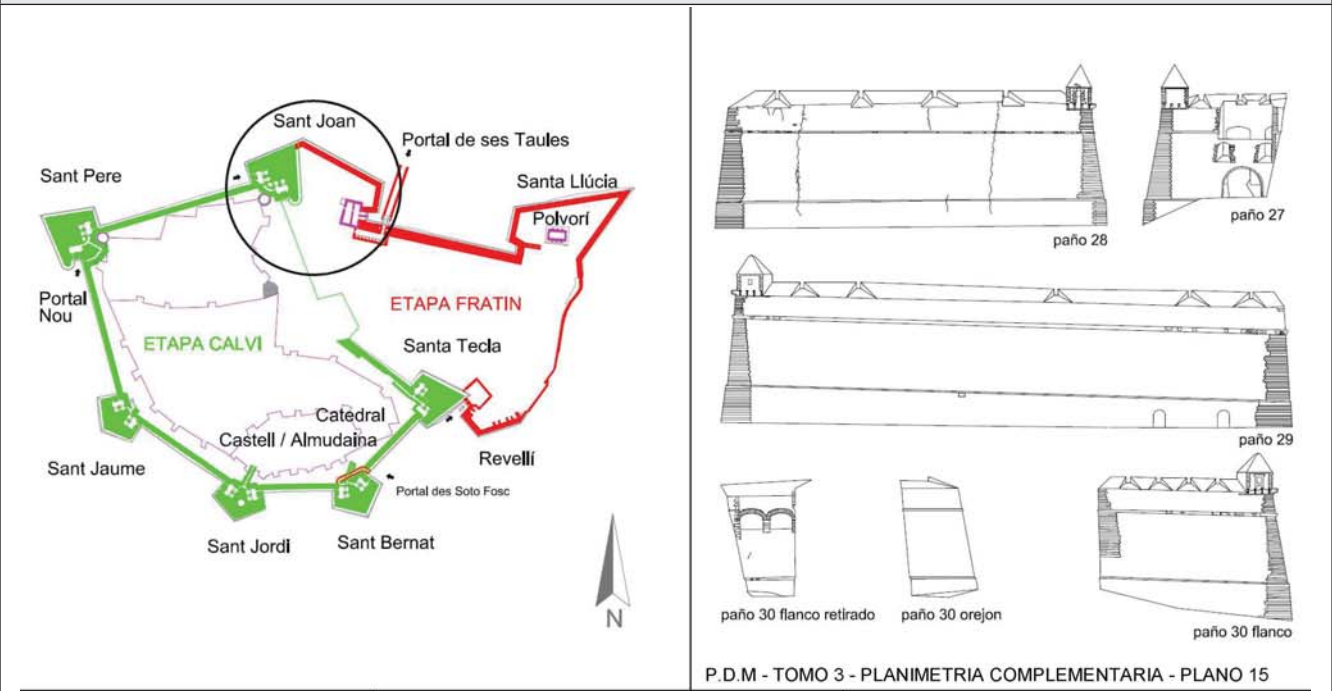 Sant Joan
Portal de ses Taules
Sant Pere
Santa Llúcia
Polvorí
Portal
Nou
ETAPA FRATIN
ETAPA CALVI
Santa Tecla
Catedral
Castell / Almudaina
Revellí
Sant Jaume
Portal des Soto Fosc
Sant Jordi
Sant Bernat
N
paño 28
paño 27
paño 29
paño 30 flanco retirado
paño 30 orejon
paño 30 flanco
P.D.M - TOMO 3 - PLANIMETRIA COMPLEMENTARIA - PLANO 15